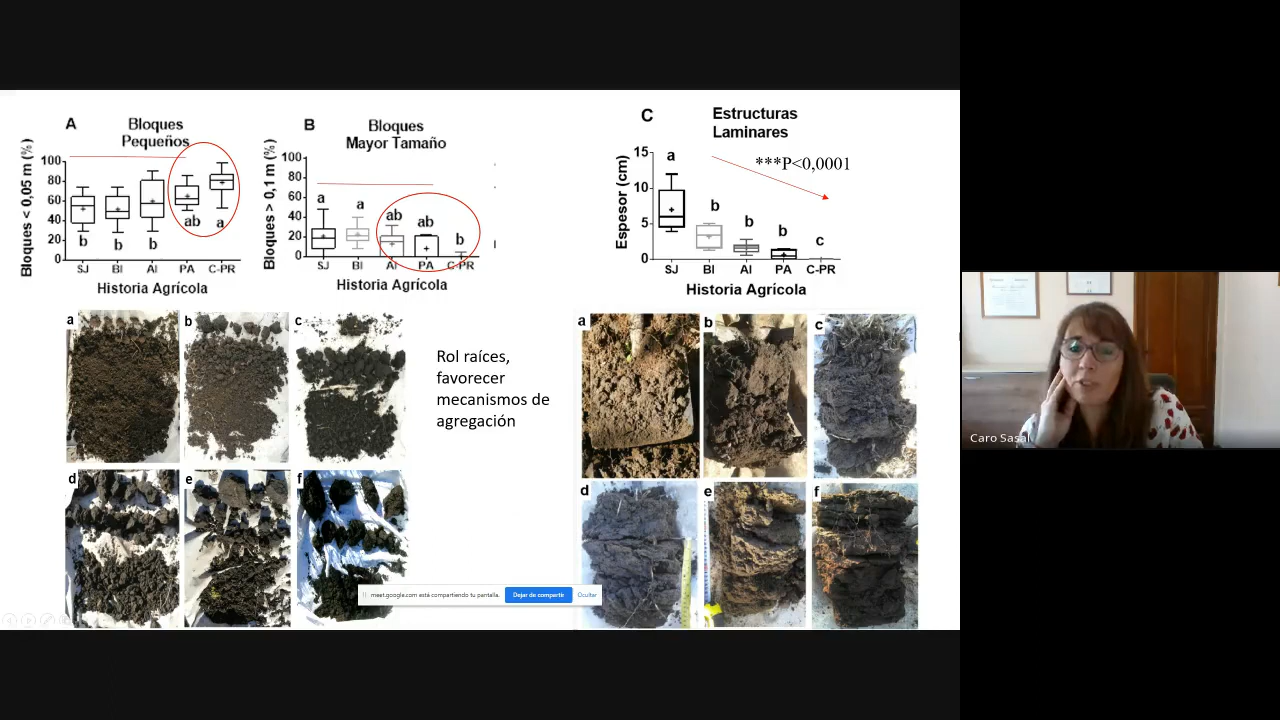 A
Bloques
Pequeños
Bloques < 0,05 m (%)
100
80
60
40
20
0
b
b
b
ab
a
SJ
BI
AI
PA
C-PR
Historia Agrícola
B
Bloques
Mayor Tamaño
Bloques > 0,1 m (%)
100
80
60
40
20
0
a
a
ab
ab
b
SJ
BI
AI
PA
C-PR
Historia Agrícola
C
Estructuras
Laminares
***P<0,0001
Espesor (cm)
15
10
5
0
a
b
b
b
c
SJ
BI
AI
PA
C-PR
Historia Agrícola
a
b
c
d
e
f
Rol raíces,
favorecer
mecanismos de
agregación
a
b
c
d
e
f
meet.google.com está compartiendo tu pantalla.
Dejar de compartir
Ocultar
Caro Sasal